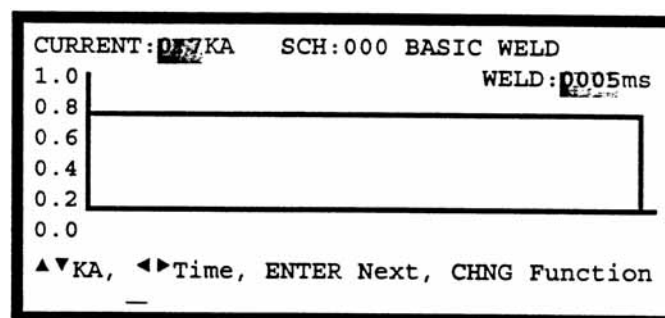 CURRENT: KA SCH:000 BASIC WELD
WELD:0005ms
1.0
0.8
0.6
0.4
0.2
0.0
▲▼KA, ◄►Time, ENTER Next, CHNG Function